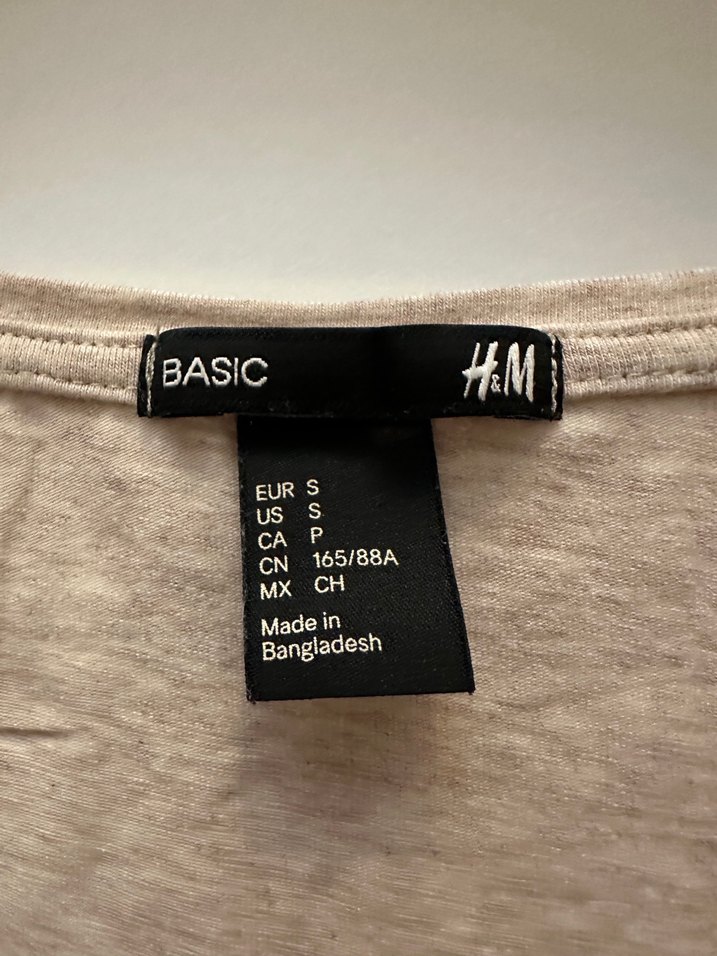 BASIC H&M
EUR S
US S
CA P
CN 165/88A
MX CH
Made in
Bangladesh